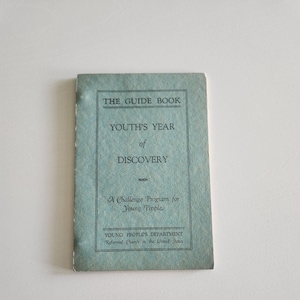 THE GUIDE BOOK
YOUTH'S YEAR
of
DISCOVERY
A Challenge Program for
Young People
YOUNG PEOPLE'S DEPARTMENT
Reformed Church in the United States